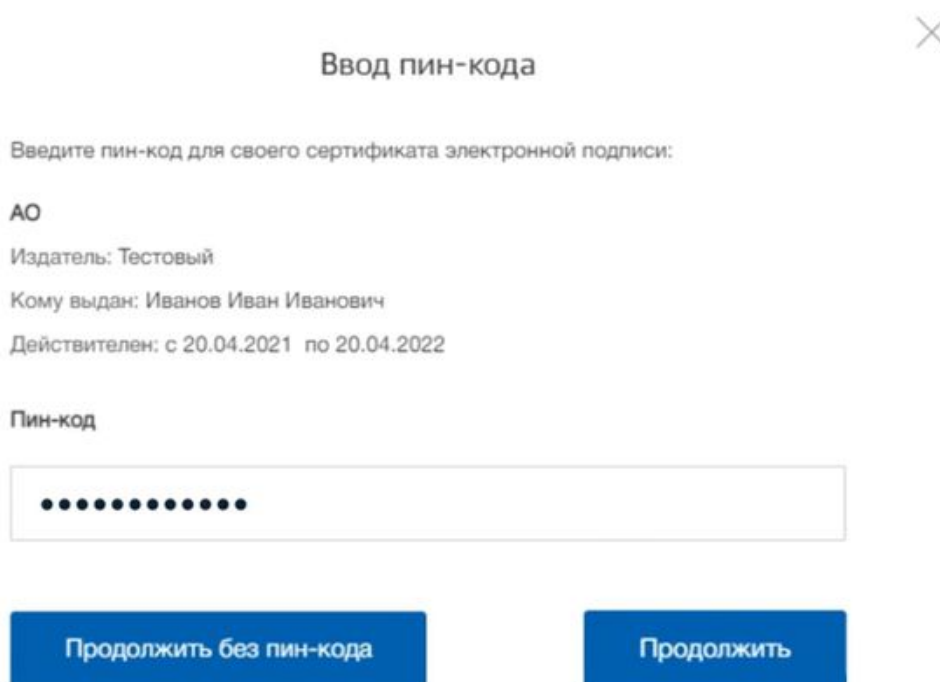 Ввод пин-кода
Введите пин-код для своего сертификата электронной подписи:
АО
Издатель: Тестовый
Кому выдан: Иванов Иван Иванович
Действителен: с 20.04.2021 по 20.04.2022
Пин-код
••••••••••••
Продолжить без пин-кода
Продолжить